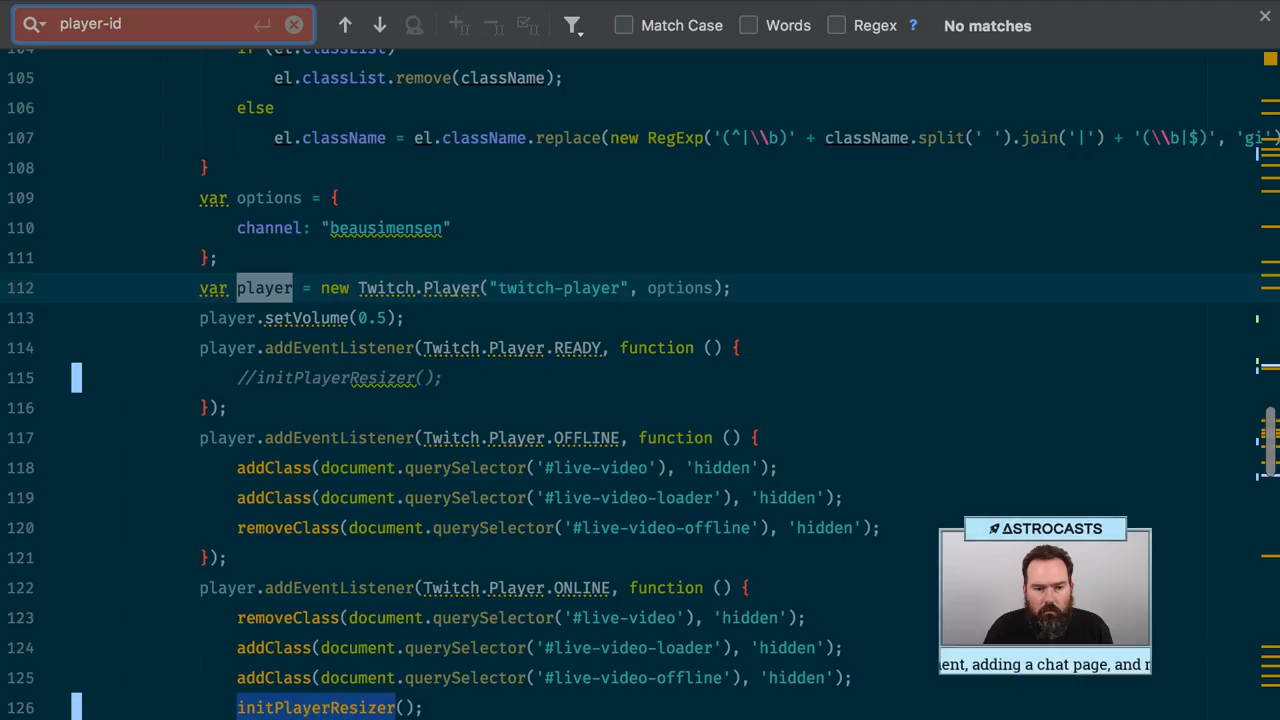 player-id
Match Case
Words
Regex
?
No matches
104 if (el.classList)
105 el.classList.remove(className);
106 else
107 el.className = el.className.replace(new RegExp('(^|\\b)' + className.split(' ').join('|') + '(\\b|$)', 'gi')
108 }
109 var options = {
110 channel: "beausimensen"
111 };
112 var player = new Twitch.Player("twitch-player", options);
113 player.setVolume(0.5);
114 player.addEventListener(Twitch.Player.READY, function () {
115 //initPlayerResizer();
116 });
117 player.addEventListener(Twitch.Player.OFFLINE, function () {
118 addClass(document.querySelector('#live-video'), 'hidden');
119 addClass(document.querySelector('#live-video-loader'), 'hidden');
120 removeClass(document.querySelector('#live-video-offline'), 'hidden');
121 });
122 player.addEventListener(Twitch.Player.ONLINE, function () {
123 removeClass(document.querySelector('#live-video'), 'hidden');
124 addClass(document.querySelector('#live-video-loader'), 'hidden');
125 addClass(document.querySelector('#live-video-offline'), 'hidden');
126 initPlayerResizer();
ΔSTROCASTS
ent, adding a chat page, and r